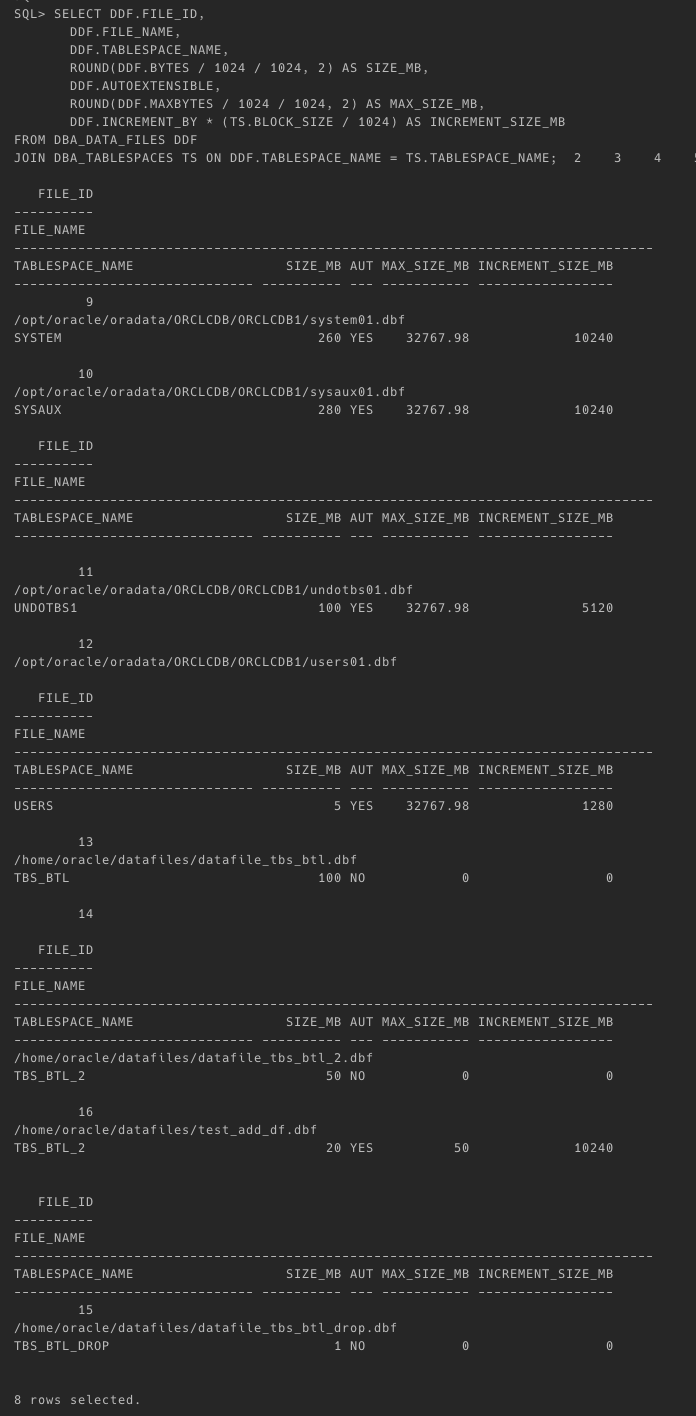 SQL> SELECT DDF.FILE_ID,
       DDF.FILE_NAME,
       DDF.TABLESPACE_NAME,
       ROUND(DDF.BYTES / 1024 / 1024, 2) AS SIZE_MB,
       DDF.AUTOEXTENSIBLE,
       ROUND(DDF.MAXBYTES / 1024 / 1024, 2) AS MAX_SIZE_MB,
       DDF.INCREMENT_BY * (TS.BLOCK_SIZE / 1024) AS INCREMENT_SIZE_MB
FROM DBA_DATA_FILES DDF
JOIN DBA_TABLESPACES TS ON DDF.TABLESPACE_NAME = TS.TABLESPACE_NAME;  2    3    4
   FILE_ID
----------
FILE_NAME
--------------------------------------------------------------------------------
TABLESPACE_NAME                   SIZE_MB AUT MAX_SIZE_MB INCREMENT_SIZE_MB
------------------------------ ---------- --- ----------- -----------------
         9
/opt/oracle/oradata/ORCLCDB/ORCLCDB1/system01.dbf
SYSTEM                                260 YES    32767.98             10240
        10
/opt/oracle/oradata/ORCLCDB/ORCLCDB1/sysaux01.dbf
SYSAUX                                280 YES    32767.98             10240
   FILE_ID
----------
FILE_NAME
--------------------------------------------------------------------------------
TABLESPACE_NAME                   SIZE_MB AUT MAX_SIZE_MB INCREMENT_SIZE_MB
------------------------------ ---------- --- ----------- -----------------
        11
/opt/oracle/oradata/ORCLCDB/ORCLCDB1/undotbs01.dbf
UNDOTBS1                              100 YES    32767.98              5120
        12
/opt/oracle/oradata/ORCLCDB/ORCLCDB1/users01.dbf
   FILE_ID
----------
FILE_NAME
--------------------------------------------------------------------------------
TABLESPACE_NAME                   SIZE_MB AUT MAX_SIZE_MB INCREMENT_SIZE_MB
------------------------------ ---------- --- ----------- -----------------
USERS                                   5 YES    32767.98              1280
        13
/home/oracle/datafiles/datafile_tbs_btl.dbf
TBS_BTL                               100 NO            0                 0
        14
   FILE_ID
----------
FILE_NAME
--------------------------------------------------------------------------------
TABLESPACE_NAME                   SIZE_MB AUT MAX_SIZE_MB INCREMENT_SIZE_MB
------------------------------ ---------- --- ----------- -----------------
/home/oracle/datafiles/datafile_tbs_btl_2.dbf
TBS_BTL_2                              50 NO            0                 0
        16
/home/oracle/datafiles/test_add_df.dbf
TBS_BTL_2                              20 YES          50             10240
   FILE_ID
----------
FILE_NAME
--------------------------------------------------------------------------------
TABLESPACE_NAME                   SIZE_MB AUT MAX_SIZE_MB INCREMENT_SIZE_MB
------------------------------ ---------- --- ----------- -----------------
        15
/home/oracle/datafiles/datafile_tbs_btl_drop.dbf
TBS_BTL_DROP                            1 NO            0                 0
8 rows selected.